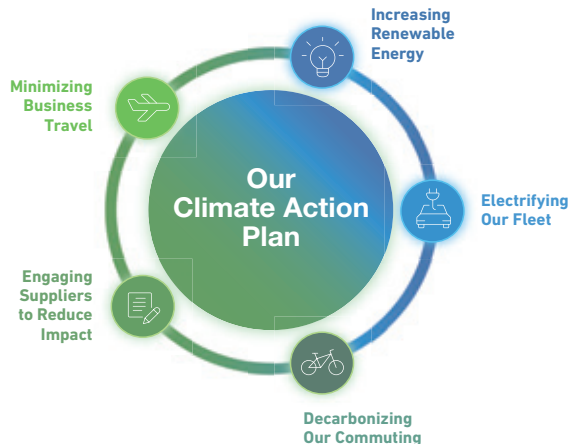 Increasing
Renewable
Energy
Minimizing
Business
Travel
Our
Climate Action
Plan
Electrifying
Our Fleet
Engaging
Suppliers
to Reduce
Impact
Decarbonizing
Our Commuting